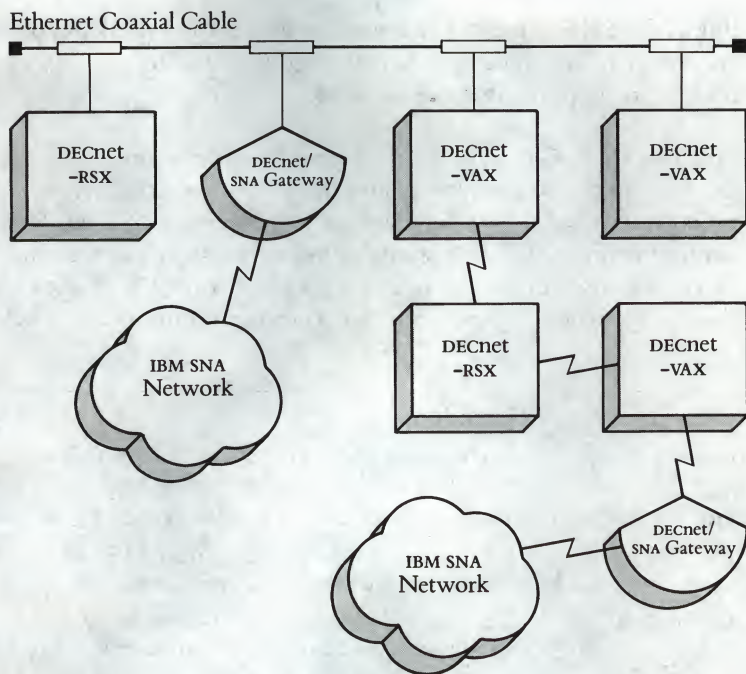 Ethernet Coaxial Cable
DECnet
-RSX
DECnet/
SNA Gateway
DECnet
-VAX
DECnet
-VAX
IBM SNA
Network
DECnet
-RSX
DECnet
-VAX
DECnet/
SNA Gateway
IBM SNA
Network